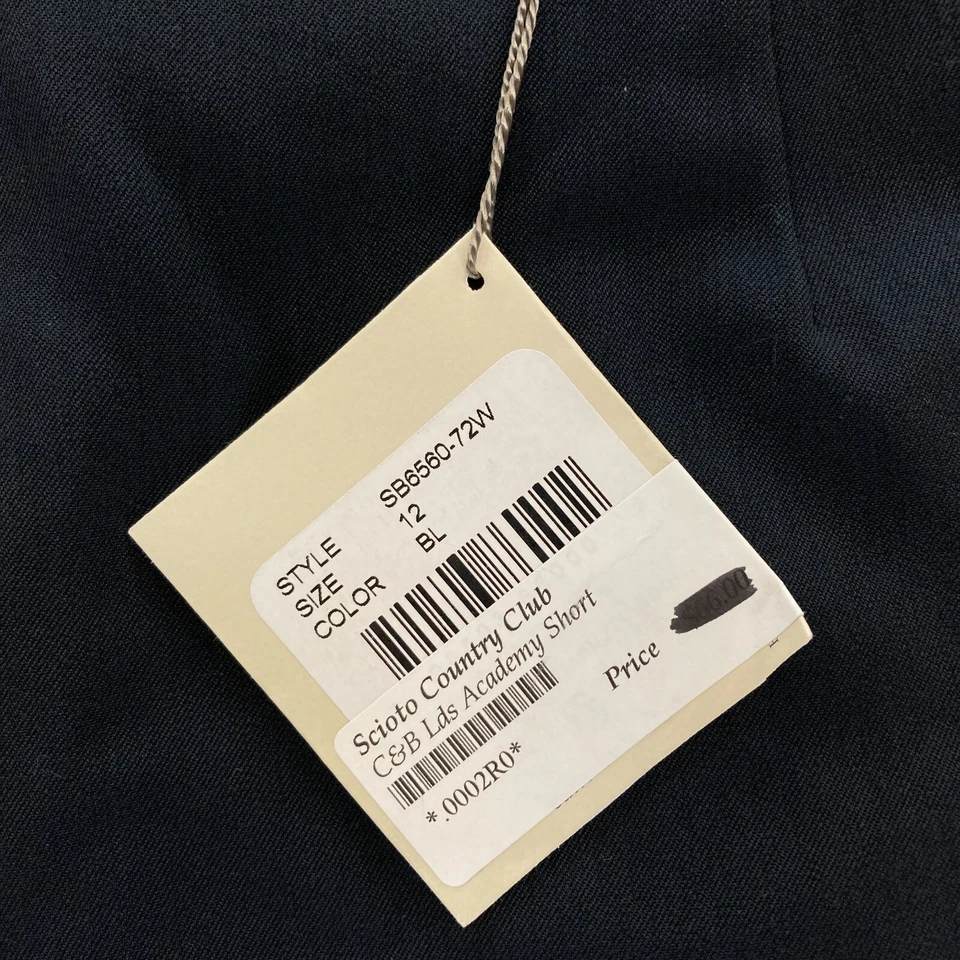 STYLE SB6560-72W
SIZE 12
COLOR BL
Scioto Country Club
C&B Lds Academy Short
*.0002R0*
Price